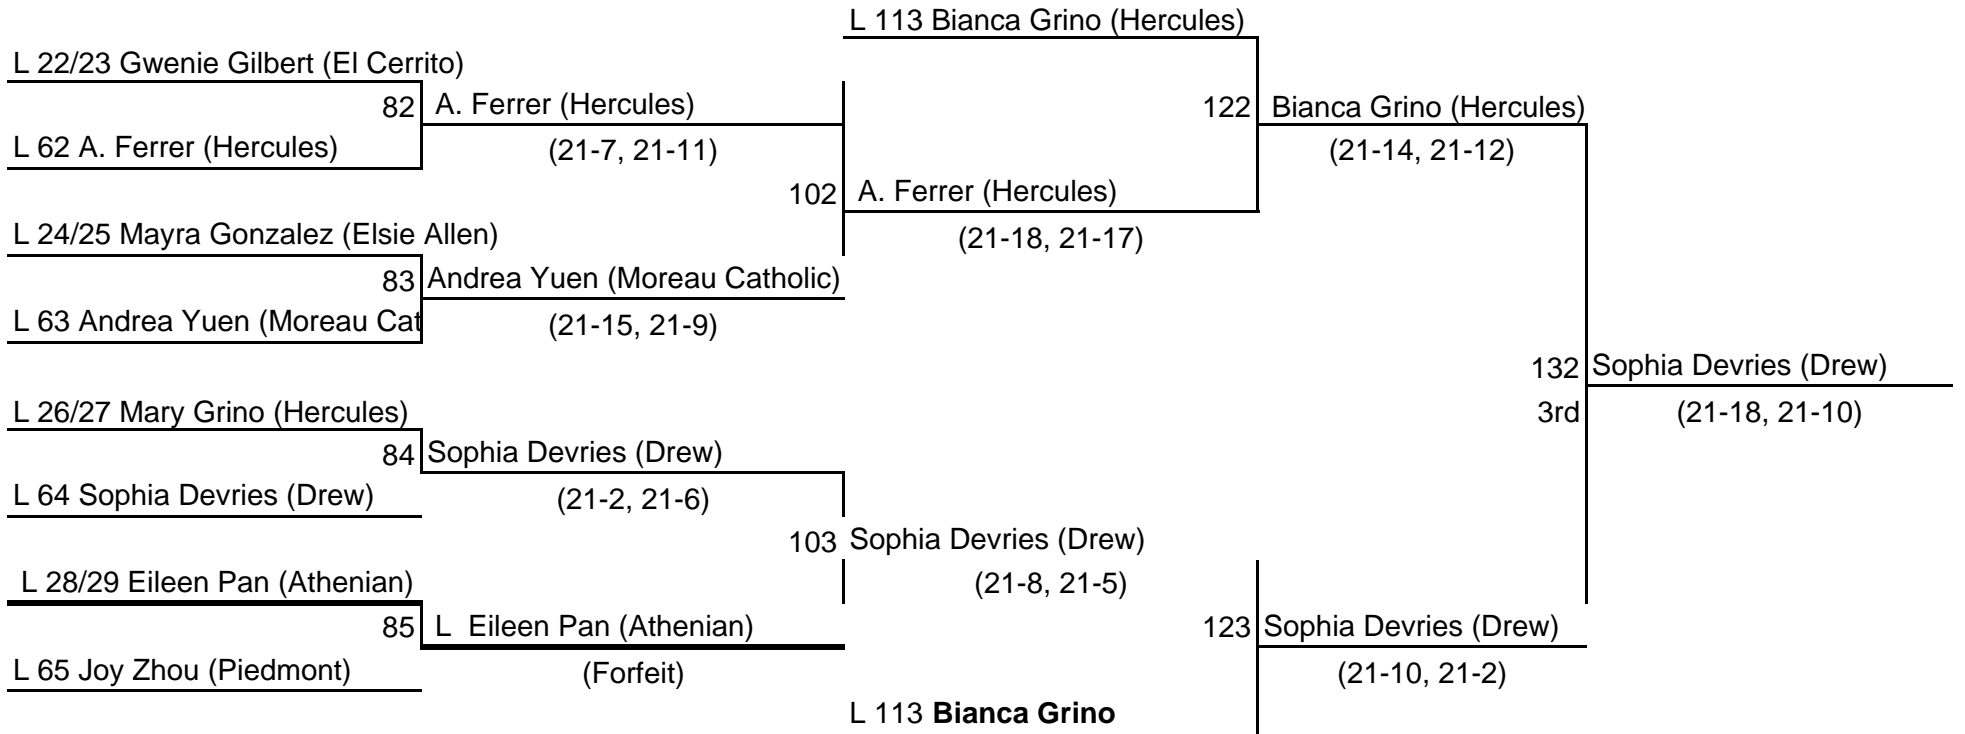 L 113 Bianca Grino (Hercules)
L 22/23 Gwenie Gilbert (El Cerrito)
82 A. Ferrer (Hercules)
122 Bianca Grino (Hercules)
L 62 A. Ferrer (Hercules)
(21-7, 21-11)
(21-14, 21-12)
102 A. Ferrer (Hercules)
L 24/25 Mayra Gonzalez (Elsie Allen)
(21-18, 21-17)
83 Andrea Yuen (Moreau Catholic)
L 63 Andrea Yuen (Moreau Cat
(21-15, 21-9)
132 Sophia Devries (Drew)
L 26/27 Mary Grino (Hercules)
3rd
(21-18, 21-10)
84 Sophia Devries (Drew)
L 64 Sophia Devries (Drew)
(21-2, 21-6)
103 Sophia Devries (Drew)
L 28/29 Eileen Pan (Athenian)
(21-8, 21-5)
85 L Eileen Pan (Athenian)
123 Sophia Devries (Drew)
L 65 Joy Zhou (Piedmont)
(Forfeit)
(21-10, 21-2)
L 113 Bianca Grino